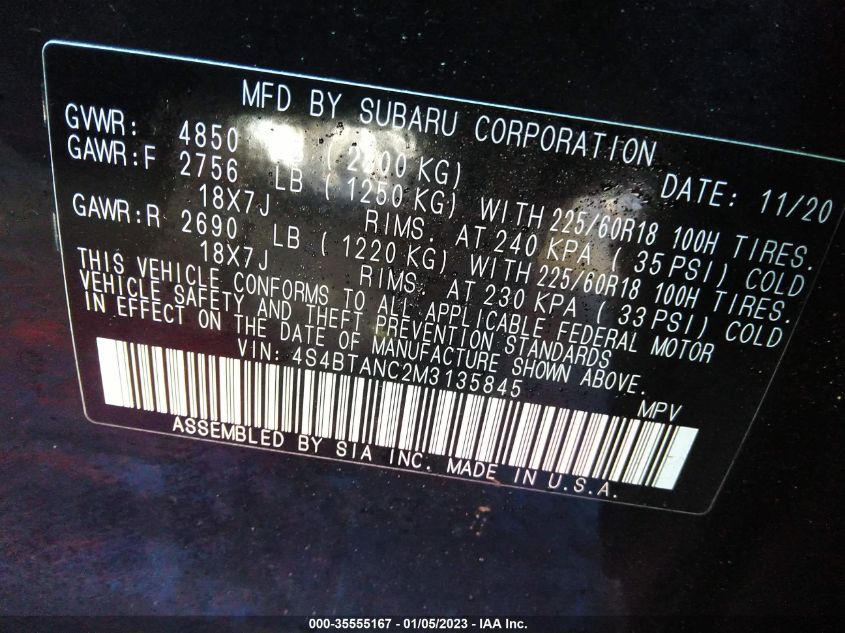 MFD BY SUBARU CORPORATION
GVWR: 4850 LB ( 2200 KG) DATE: 11/20
GAWR:F 2756 LB ( 1250 KG) WITH 225/60R18 100H TIRES.
18X7J RIMS. AT 240 KPA ( 35 PSI) COLD
GAWR:R 2690 LB ( 1220 KG) WITH 225/60R18 100H TIRES.
18X7J RIMS. AT 230 KPA ( 33 PSI) COLD
THIS VEHICLE CONFORMS TO ALL APPLICABLE FEDERAL MOTOR
VEHICLE SAFETY AND THEFT PREVENTION STANDARDS
IN EFFECT ON THE DATE OF MANUFACTURE SHOWN ABOVE.
VIN: 4S4BTANC2M3135845 MPV
ASSEMBLED BY SIA INC. MADE IN U.S.A.
000-35555167 - 01/05/2023 - IAA Inc.